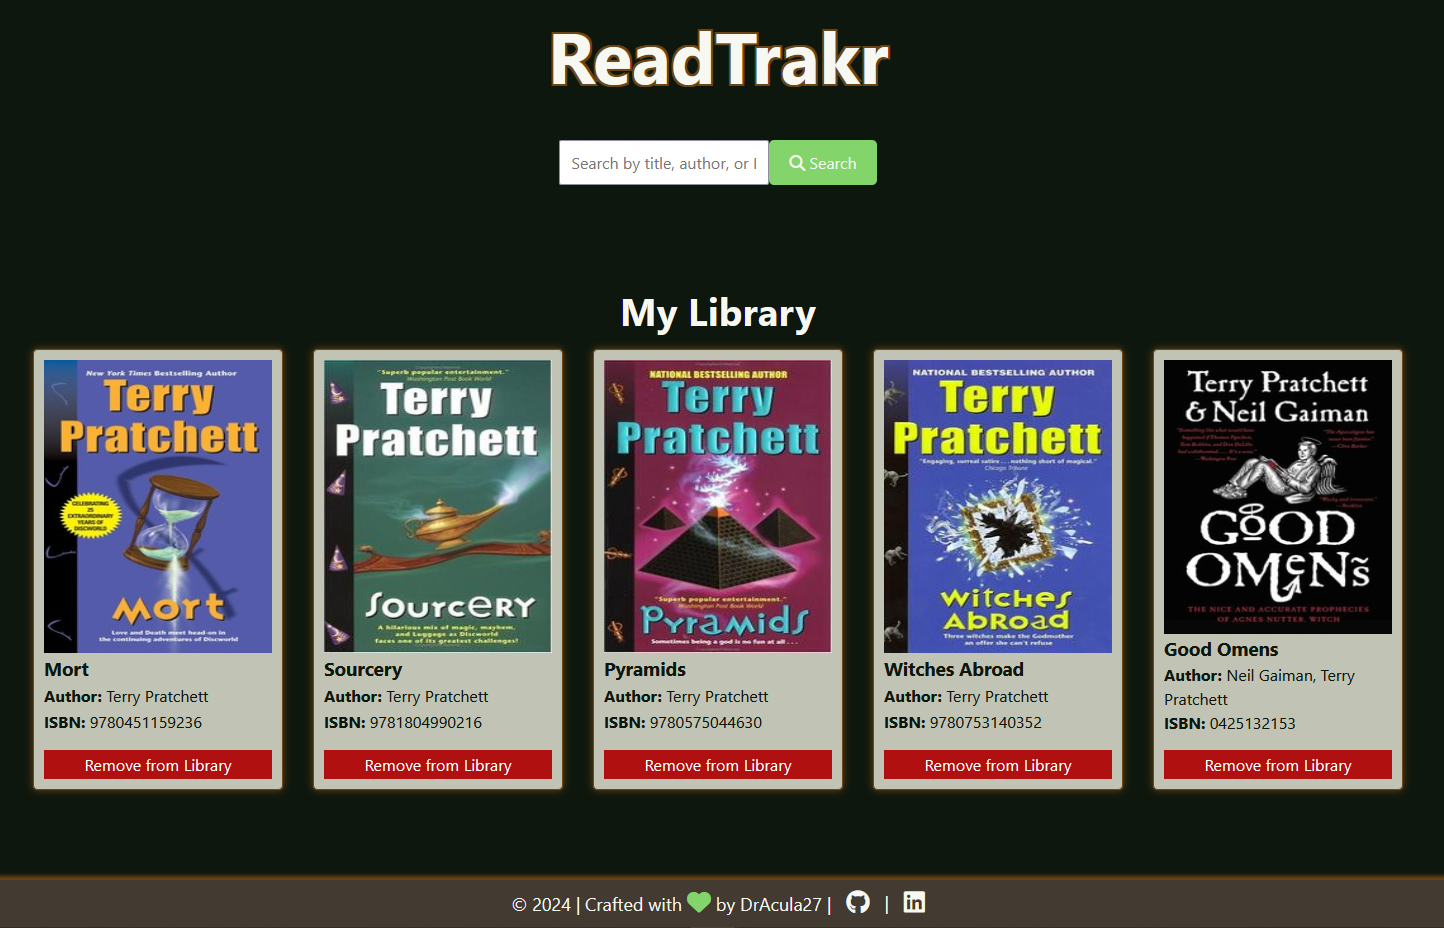 ReadTrakr
Search by title, author, or I
Search
My Library
New York Times Bestselling Author
Terry
Pratchett
CELEBRATING
25
EXTRAORDINARY
YEARS OF
DISCWORLD
Mort
Love and Death meet head-on in
the continuing adventures of Discworld
Mort
Author: Terry Pratchett
ISBN: 9780451159236
Remove from Library
"Superb popular entertainment."
Washington Post Book World
Terry
Pratchett
Sourcery
A hilarious mix of magic, mayhem,
and Luggage as Discworld
faces one of its greatest challenges!
Sourcery
Author: Terry Pratchett
ISBN: 9781804990216
Remove from Library
NATIONAL BESTSELLING AUTHOR
Terry
Pratchett
"Superb popular entertainment."
Washington Post Book World
Pyramids
Sometimes being a god is no fun at all . . .
Pyramids
Author: Terry Pratchett
ISBN: 9780575044630
Remove from Library
NATIONAL BESTSELLING AUTHOR
Terry
Pratchett
"Engaging, surreal satire . . . nothing short of magical."
Chicago Tribune
Witches
Abroad
Three witches make the Godmother
an offer she can't refuse
Witches Abroad
Author: Terry Pratchett
ISBN: 9780753140352
Remove from Library
Terry Pratchett
& Neil Gaiman
GOOD
OMENS
THE NICE AND ACCURATE PROPHECIES
OF AGNES NUTTER, WITCH
Good Omens
Author: Neil Gaiman, Terry
Pratchett
ISBN: 0425132153
Remove from Library
© 2024 | Crafted with by DrAcula27 | | in